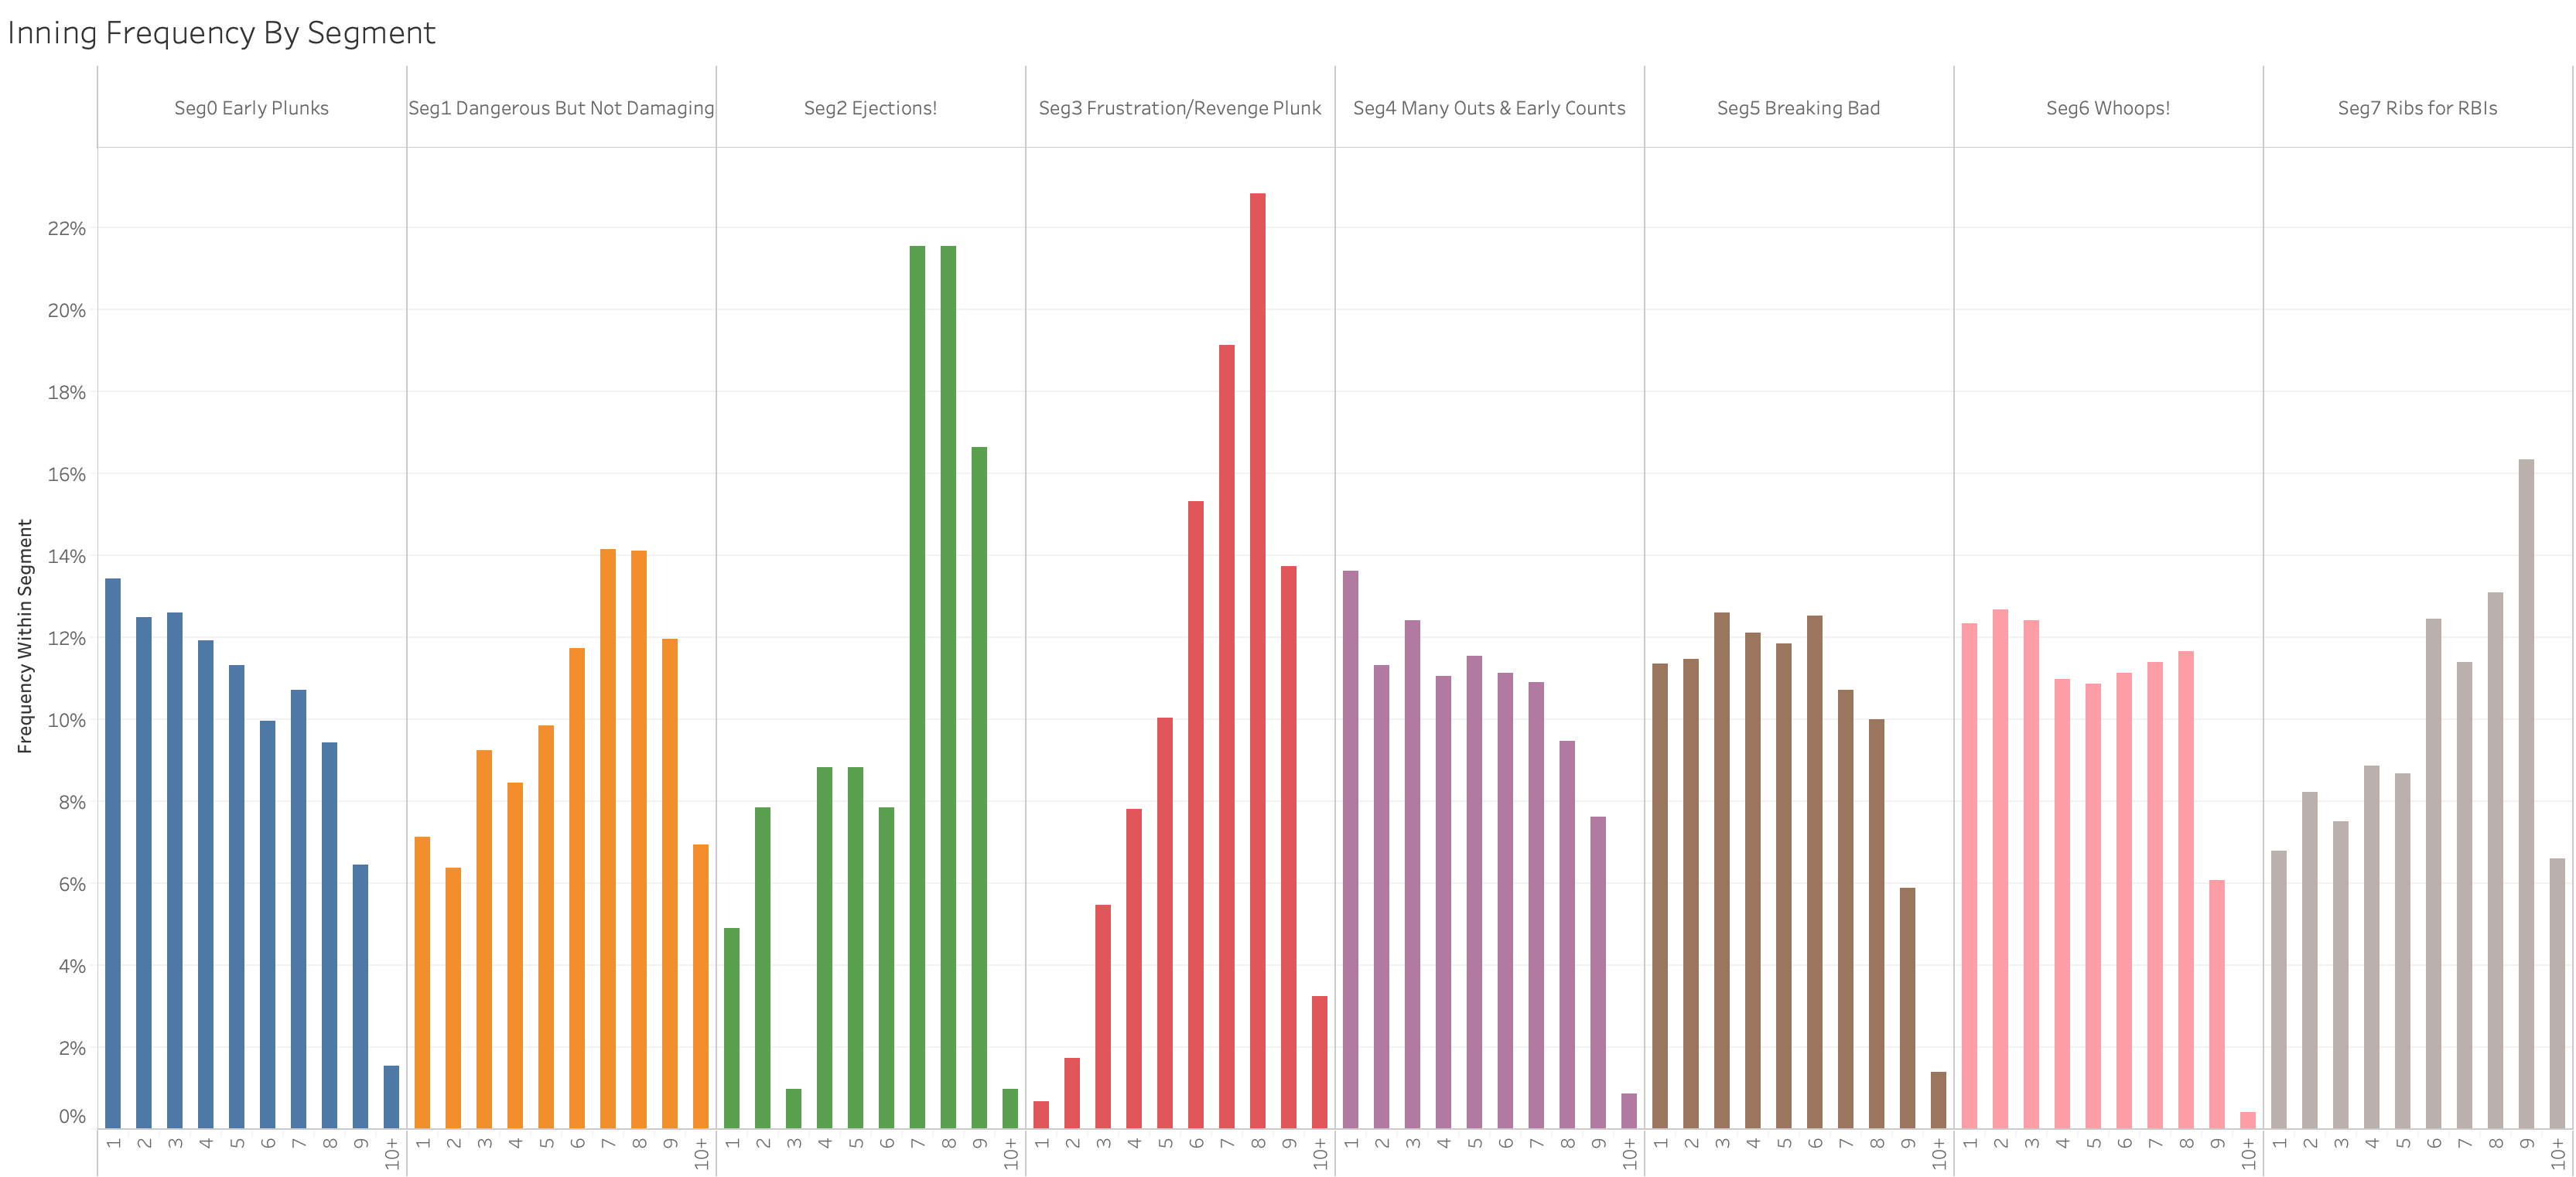 Inning Frequency By Segment
Seg0 Early Plunks
Seg1 Dangerous But Not Damaging
Seg2 Ejections!
Seg3 Frustration/Revenge Plunk
Seg4 Many Outs & Early Counts
Seg5 Breaking Bad
Seg6 Whoops!
Seg7 Ribs for RBIs
Frequency Within Segment
22%
20%
18%
16%
14%
12%
10%
8%
6%
4%
2%
0%
1 2 3 4 5 6 7 8 9 10+
1 2 3 4 5 6 7 8 9 10+
1 2 3 4 5 6 7 8 9 10+
1 2 3 4 5 6 7 8 9 10+
1 2 3 4 5 6 7 8 9 10+
1 2 3 4 5 6 7 8 9 10+
1 2 3 4 5 6 7 8 9 10+
1 2 3 4 5 6 7 8 9 10+